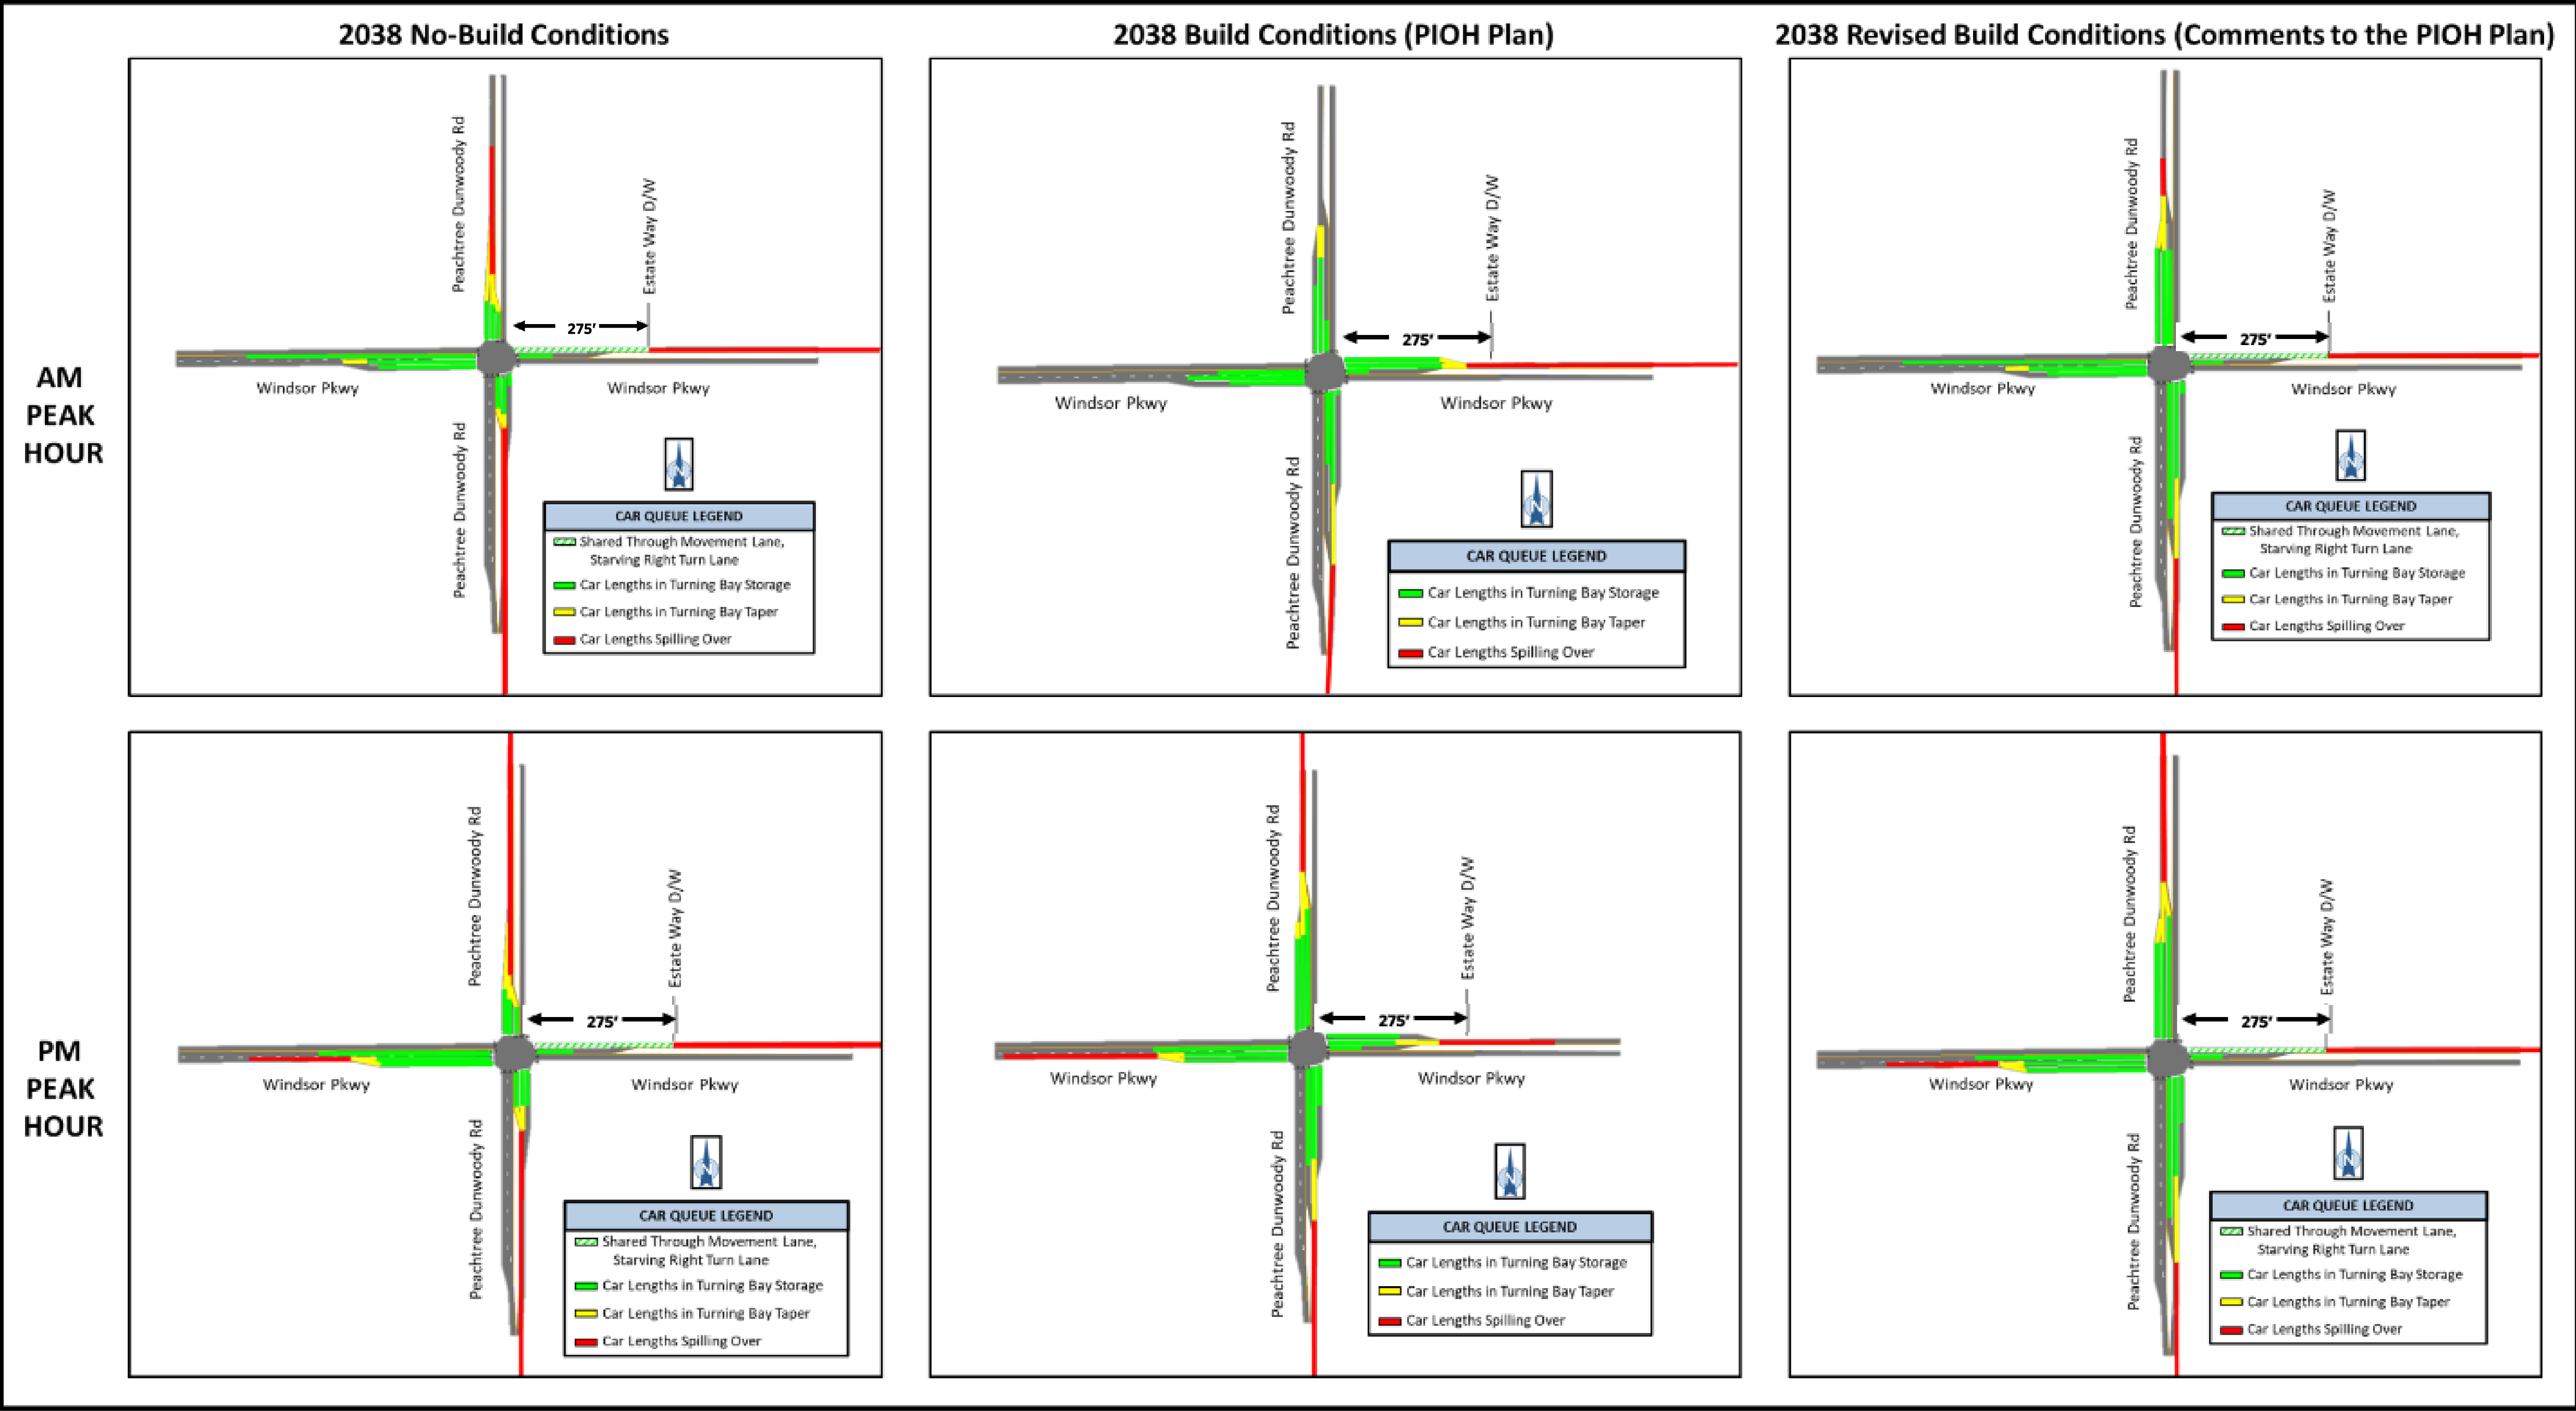 2038 No-Build Conditions
2038 Build Conditions (PIOH Plan)
2038 Revised Build Conditions (Comments to the PIOH Plan)
AM
PEAK
HOUR
Peachtree Dunwoody Rd
Estate Way D/W
275'
Windsor Pkwy
Windsor Pkwy
Peachtree Dunwoody Rd
N
CAR QUEUE LEGEND
Shared Through Movement Lane,
Starving Right Turn Lane
Car Lengths in Turning Bay Storage
Car Lengths in Turning Bay Taper
Car Lengths Spilling Over
Peachtree Dunwoody Rd
Estate Way D/W
275'
Windsor Pkwy
Windsor Pkwy
Peachtree Dunwoody Rd
N
CAR QUEUE LEGEND
Car Lengths in Turning Bay Storage
Car Lengths in Turning Bay Taper
Car Lengths Spilling Over
Peachtree Dunwoody Rd
Estate Way D/W
275'
Windsor Pkwy
Windsor Pkwy
Peachtree Dunwoody Rd
N
CAR QUEUE LEGEND
Shared Through Movement Lane,
Starving Right Turn Lane
Car Lengths in Turning Bay Storage
Car Lengths in Turning Bay Taper
Car Lengths Spilling Over
PM
PEAK
HOUR
Peachtree Dunwoody Rd
Estate Way D/W
275'
Windsor Pkwy
Windsor Pkwy
Peachtree Dunwoody Rd
N
CAR QUEUE LEGEND
Shared Through Movement Lane,
Starving Right Turn Lane
Car Lengths in Turning Bay Storage
Car Lengths in Turning Bay Taper
Car Lengths Spilling Over
Peachtree Dunwoody Rd
Estate Way D/W
275'
Windsor Pkwy
Windsor Pkwy
Peachtree Dunwoody Rd
N
CAR QUEUE LEGEND
Car Lengths in Turning Bay Storage
Car Lengths in Turning Bay Taper
Car Lengths Spilling Over
Peachtree Dunwoody Rd
Estate Way D/W
275'
Windsor Pkwy
Windsor Pkwy
Peachtree Dunwoody Rd
N
CAR QUEUE LEGEND
Shared Through Movement Lane,
Starving Right Turn Lane
Car Lengths in Turning Bay Storage
Car Lengths in Turning Bay Taper
Car Lengths Spilling Over